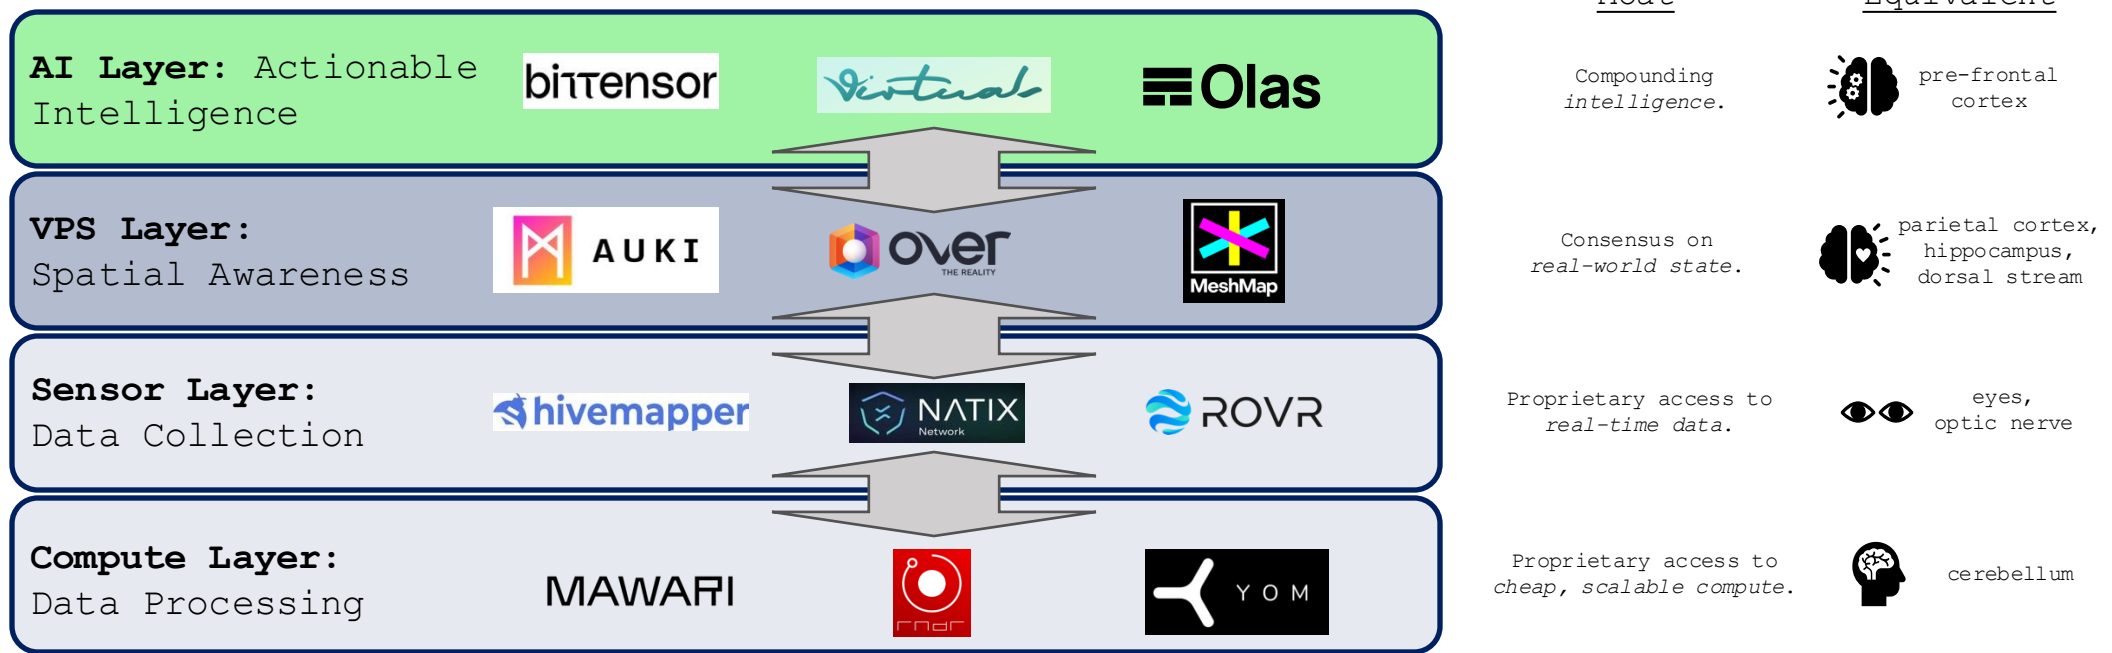 Moat
Equivalent
AI Layer: Actionable
Intelligence
bittensor
Virtuals
Olas
Compounding
intelligence.
pre-frontal
cortex
VPS Layer:
Spatial Awareness
AUKI
OVER
THE REALITY
MeshMap
Consensus on
real-world state.
parietal cortex,
hippocampus,
dorsal stream
Sensor Layer:
Data Collection
hivemapper
NATIX
Network
ROVR
Proprietary access to
real-time data.
eyes,
optic nerve
Compute Layer:
Data Processing
MAWARI
rndr
YOM
Proprietary access to
cheap, scalable compute.
cerebellum